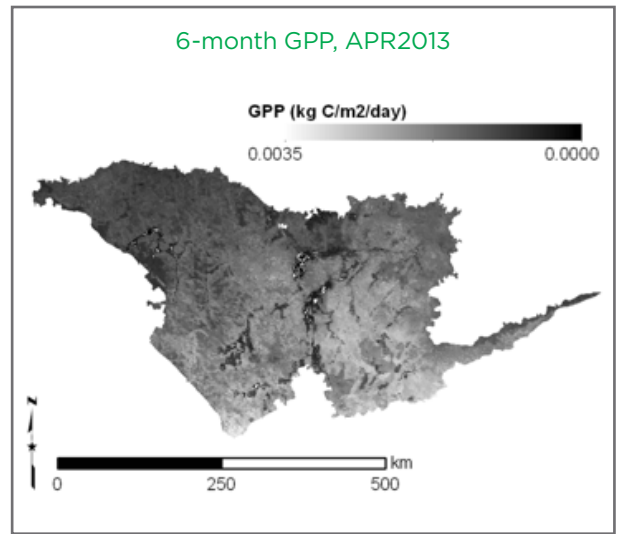 6-month GPP, APR2013
GPP (kg C/m2/day)
0.0035 0.0000
N
km
0 250 500